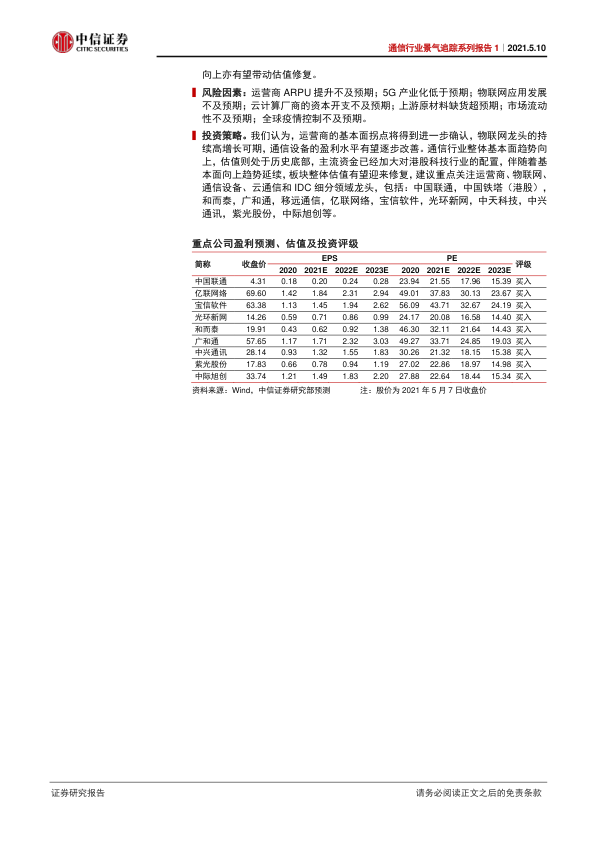 中信证券
CITIC SECURITIES
通信行业景气追踪系列报告 1｜2021.5.10
向上亦有望带动估值修复。
风险因素：运营商 ARPU 提升不及预期；5G 产业化低于预期；物联网应用发展
不及预期；云计算厂商的资本开支不及预期；上游原材料缺货超预期；市场流动
性不及预期；全球疫情控制不及预期。
投资策略。我们认为，运营商的基本面拐点将得到进一步确认，物联网龙头的持
续高增长可期，通信设备的盈利水平有望逐步改善。通信行业整体基本面趋势向
上，估值则处于历史底部，主流资金已经加大对港股科技行业的配置，伴随着基
本面向上趋势延续，板块整体估值有望迎来修复，建议重点关注运营商、物联网、
通信设备、云通信和 IDC 细分领域龙头，包括：中国联通，中国铁塔（港股），
和而泰，广和通，移远通信，亿联网络，宝信软件，光环新网，中天科技，中兴
通讯，紫光股份，中际旭创等。
重点公司盈利预测、估值及投资评级
简称 收盘价 EPS PE 评级
2020 2021E 2022E 2023E 2020 2021E 2022E 2023E
中国联通 4.31 0.18 0.20 0.24 0.28 23.94 21.55 17.96 15.39 买入
亿联网络 69.60 1.42 1.84 2.31 2.94 49.01 37.83 30.13 23.67 买入
宝信软件 63.38 1.13 1.45 1.94 2.62 56.09 43.71 32.67 24.19 买入
光环新网 14.26 0.59 0.71 0.86 0.99 24.17 20.08 16.58 14.40 买入
和而泰 19.91 0.43 0.62 0.92 1.38 46.30 32.11 21.64 14.43 买入
广和通 57.65 1.17 1.71 2.32 3.03 49.27 33.71 24.85 19.03 买入
中兴通讯 28.14 0.93 1.32 1.55 1.83 30.26 21.32 18.15 15.38 买入
紫光股份 17.83 0.66 0.78 0.94 1.19 27.02 22.86 18.97 14.98 买入
中际旭创 33.74 1.21 1.49 1.83 2.20 27.88 22.64 18.44 15.34 买入
资料来源：Wind，中信证券研究部预测 注：股价为 2021 年 5 月 7 日收盘价
证券研究报告 请务必阅读正文之后的免责条款